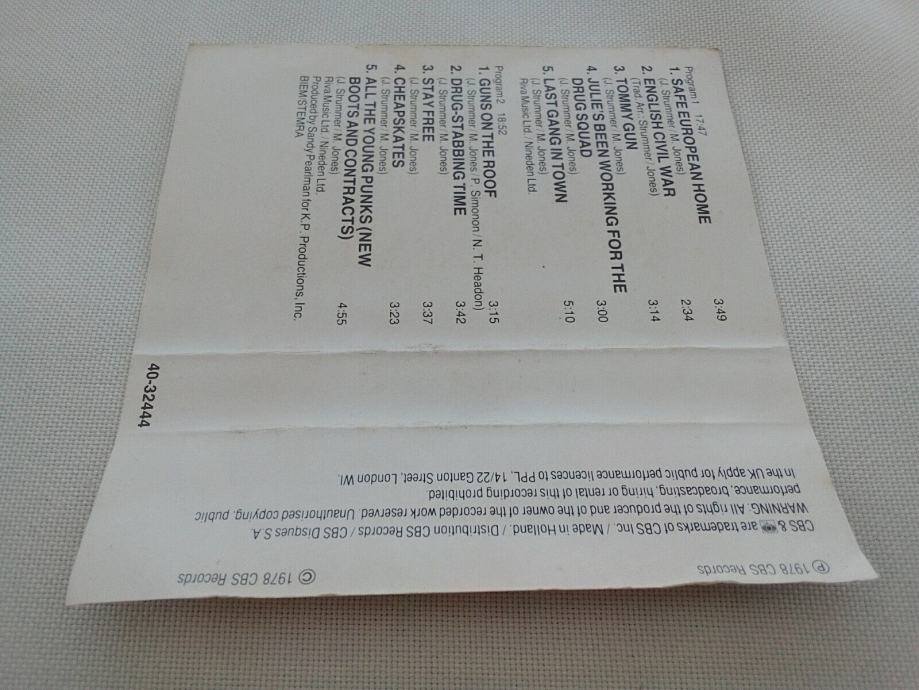 Program 1 17:47
1. SAFE EUROPEAN HOME 3:49
(J. Strummer / M. Jones)
2. ENGLISH CIVIL WAR 2:34
(Trad. Arr.: Strummer / Jones)
3. TOMMY GUN 3:14
(J. Strummer / M. Jones)
4. JULIE'S BEEN WORKING FOR THE
DRUG SQUAD 3:00
(J. Strummer / M. Jones)
5. LAST GANG IN TOWN 5:10
(J. Strummer / M. Jones)
Riva Music Ltd. / Nineden Ltd.
Program 2 18:52
1. GUNS ON THE ROOF 3:15
(J. Strummer / M. Jones / P. Simonon / N. T. Headon)
2. DRUG-STABBING TIME 3:42
(J. Strummer / M. Jones)
3. STAY FREE 3:37
(J. Strummer / M. Jones)
4. CHEAPSKATES 3:23
(J. Strummer / M. Jones)
5. ALL THE YOUNG PUNKS (NEW
BOOTS AND CONTRACTS) 4:55
(J. Strummer / M. Jones)
Riva Music Ltd. / Nineden Ltd.
Produced by Sandy Pearlman for K.P. Productions, Inc.
BIEM/STEMRA
40-32444
℗ 1978 CBS Records © 1978 CBS Records
CBS & are trademarks of CBS Inc. / Made in Holland. / Distribution CBS Records / CBS Disques S.A.
WARNING. All rights of the producer and of the owner of the recorded work reserved. Unauthorised copying, public
performance, broadcasting, hiring or rental of this recording prohibited.
In the UK apply for public performance licences to PPL, 14/22 Ganton Street, London WI.